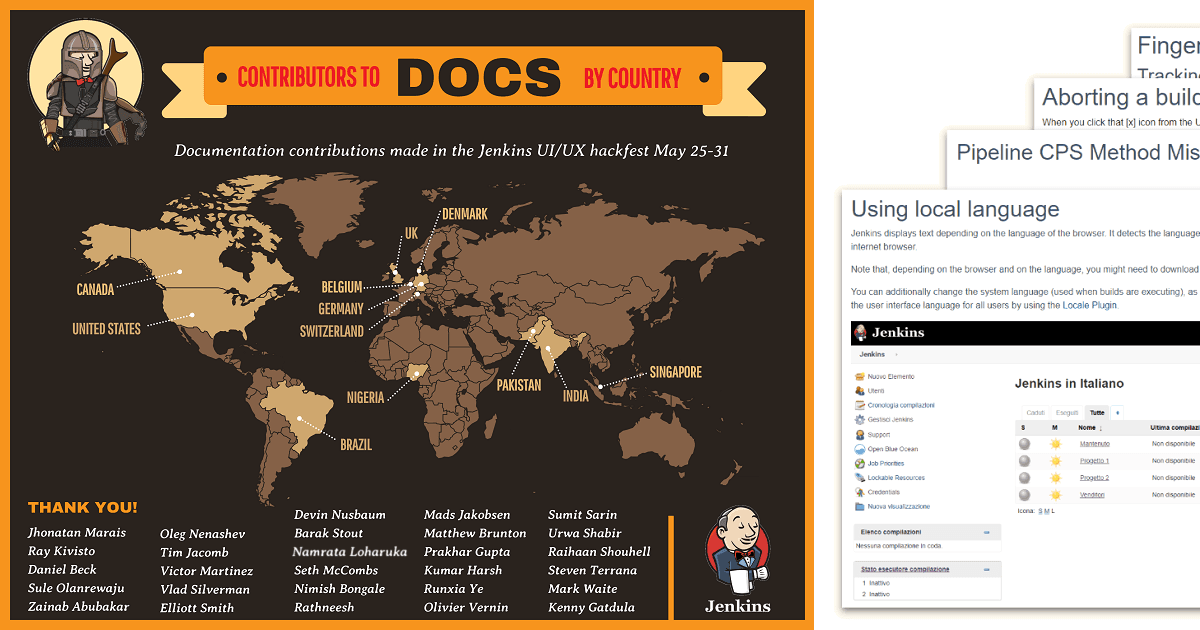 CONTRIBUTORS TO DOCS BY COUNTRY
Documentation contributions made in the Jenkins UI/UX hackfest May 25-31
DENMARK
UK
CANADA
BELGIUM
GERMANY
UNITED STATES
SWITZERLAND
SINGAPORE
PAKISTAN
INDIA
NIGERIA
BRAZIL
THANK YOU!
Jhonatan Marais
Ray Kivisto
Daniel Beck
Sule Olanrewaju
Zainab Abubakar
Oleg Nenashev
Tim Jacomb
Victor Martinez
Vlad Silverman
Elliott Smith
Devin Nusbaum
Barak Stout
Namrata Loharuka
Seth McCombs
Nimish Bongale
Rathneesh
Mads Jakobsen
Matthew Brunton
Prakhar Gupta
Kumar Harsh
Runxia Ye
Olivier Vernin
Sumit Sarin
Urwa Shabir
Raihaan Shouhell
Steven Terrana
Mark Waite
Kenny Gatdula
Jenkins
Finger
Tracking
Aborting a build
When you click that [x] icon from the U
Pipeline CPS Method Mis
Using local language
Jenkins displays text depending on the language of the browser. It detects the language
internet browser.
Note that, depending on the browser and on the language, you might need to download
You can additionally change the system language (used when builds are executing), as
the user interface language for all users by using the Locale Plugin.
Jenkins
Jenkins
Nuovo Elemento
Utenti
Cronologia compilazioni
Gestisci Jenkins
Support
Open Blue Ocean
Job Priorities
Lockable Resources
Credentials
Nuova visualizzazione
Elenco compilazioni
Nessuna compilazione in coda
Stato esecutore compilazione
1 Inattivo
2 Inattivo
Jenkins in Italiano
Caduti Eseguiti Tutte +
S M Nome ↓ Ultima compilazi
Mantenuto Non disponibile
Progetto 1 Non disponibile
Progetto 2 Non disponibile
Venditori Non disponibile
Icona: S M L